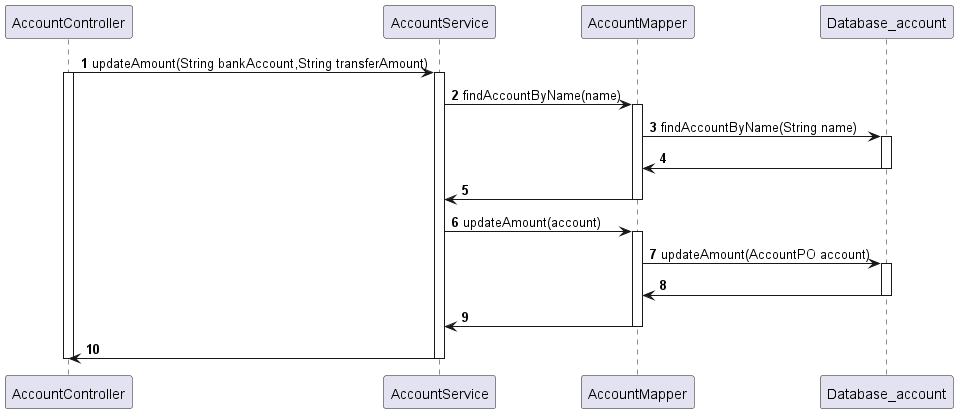 AccountController AccountService AccountMapper Database_account
1 updateAmount(String bankAccount,String transferAmount)
2 findAccountByName(name)
3 findAccountByName(String name)
4
5
6 updateAmount(account)
7 updateAmount(AccountPO account)
8
9
10
AccountController AccountService AccountMapper Database_account